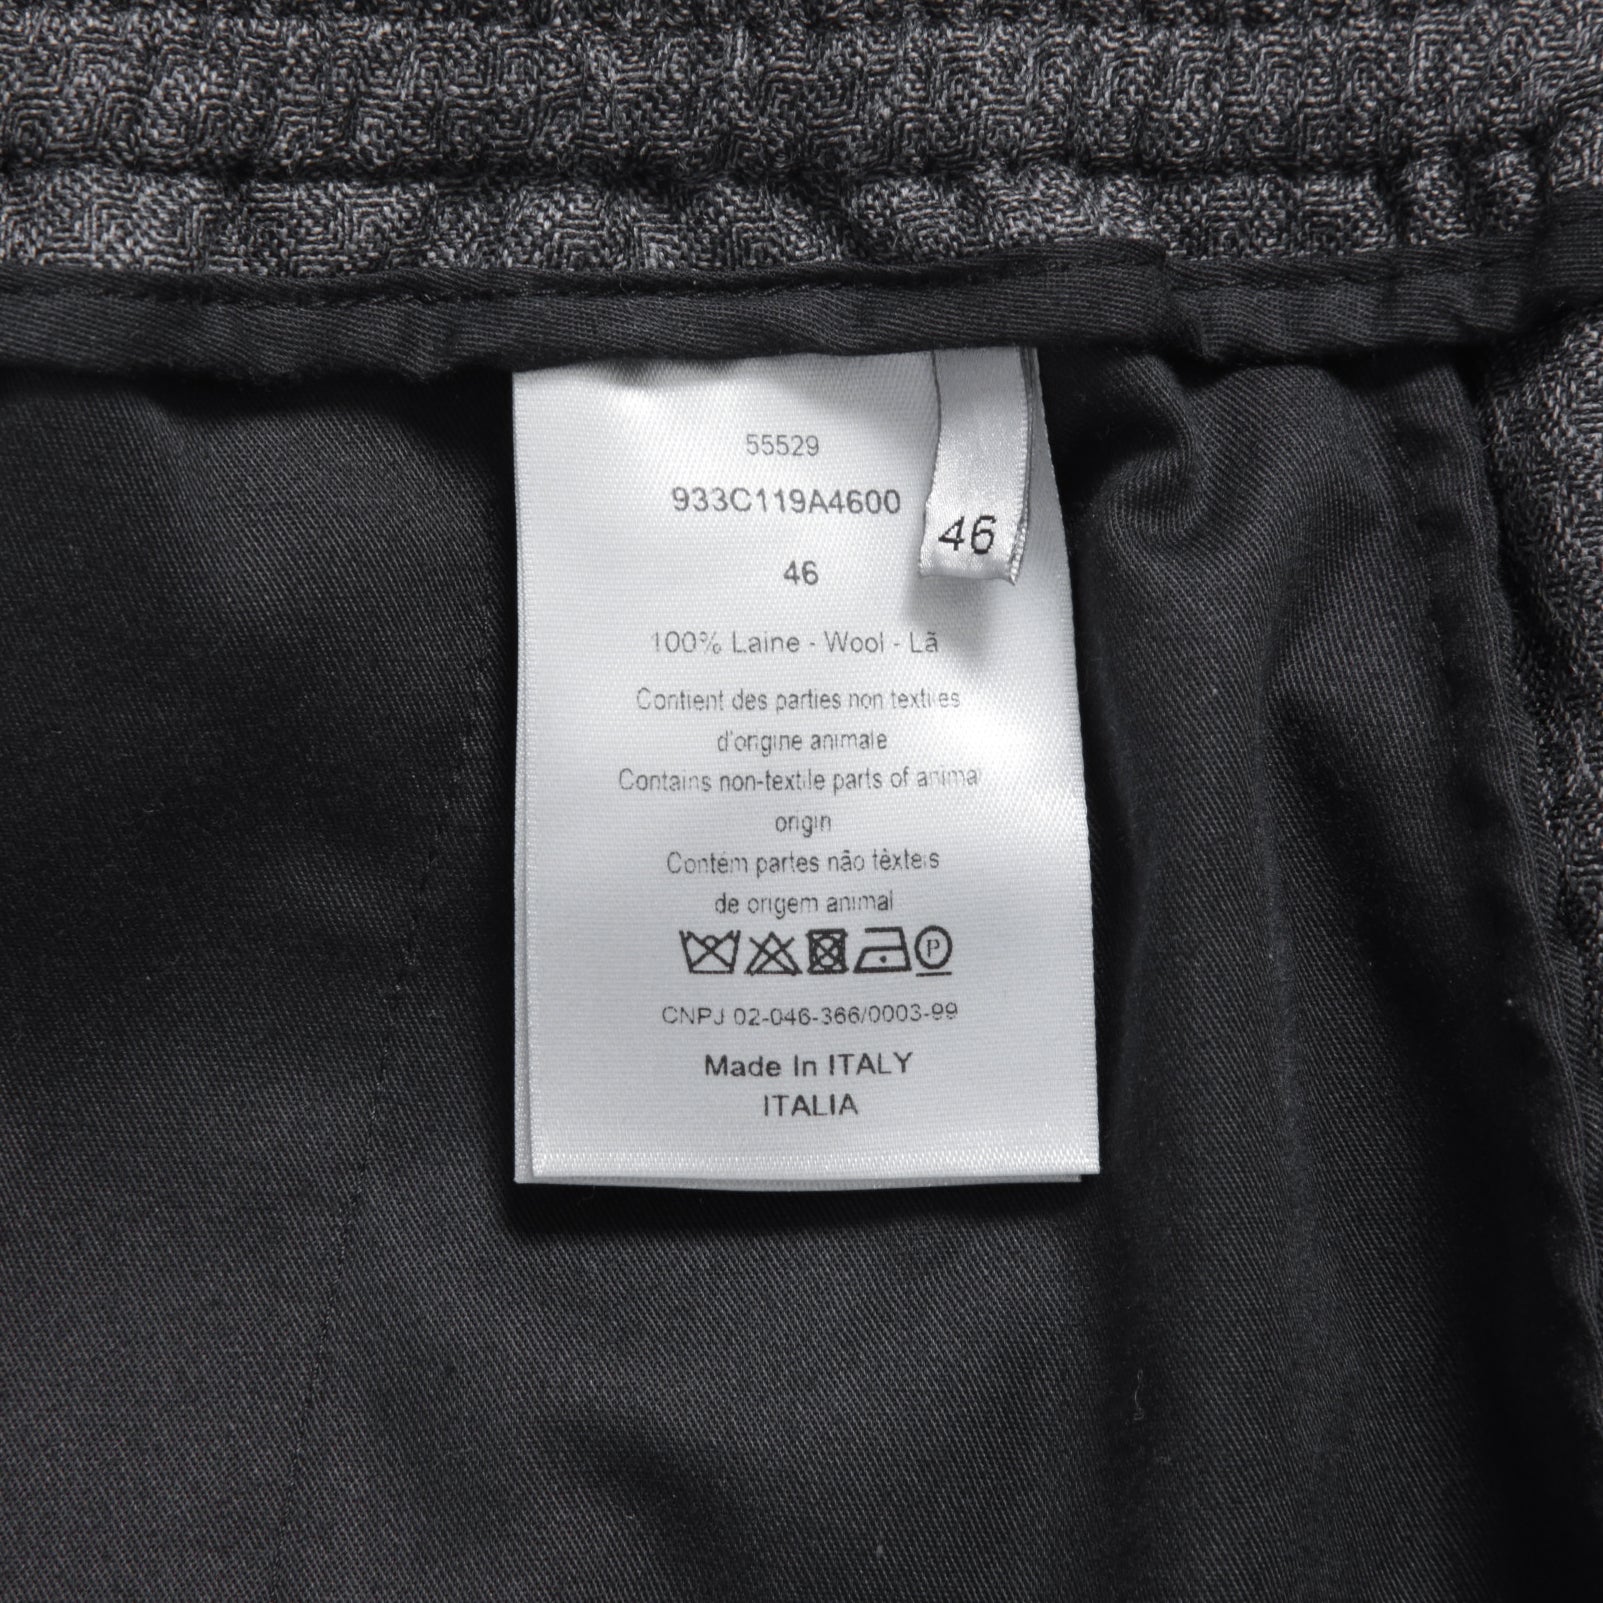 55529
933C119A4600
46
46
100% Laine - Wool - Lã
Contient des parties non textiles
d'origine animale
Contains non-textile parts of animal
origin
Contém partes não têxteis
de origem animal
P
CNPJ 02-046-366/0003-99
Made In ITALY
ITALIA